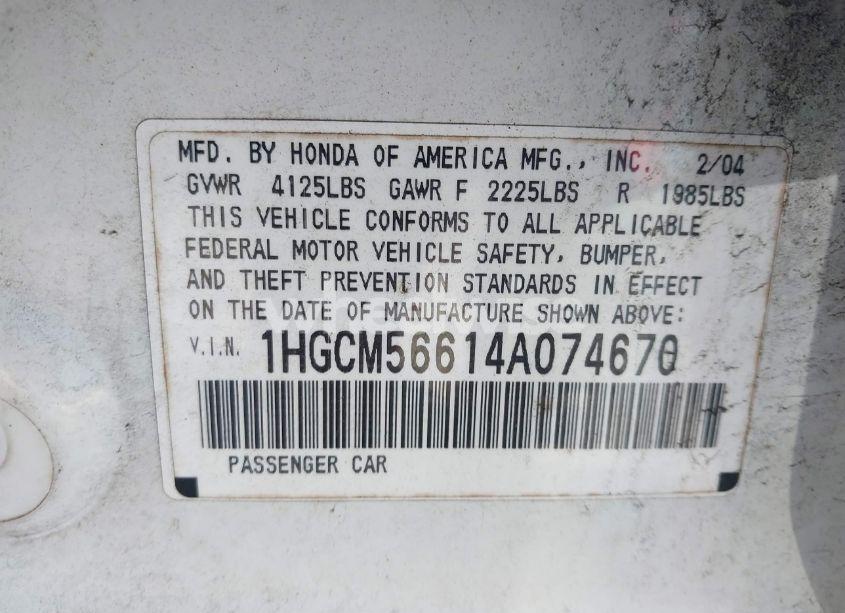 MFD. BY HONDA OF AMERICA MFG., INC. 2/04
GVWR 4125LBS GAWR F 2225LBS R 1985LBS
THIS VEHICLE CONFORMS TO ALL APPLICABLE
FEDERAL MOTOR VEHICLE SAFETY, BUMPER,
AND THEFT PREVENTION STANDARDS IN EFFECT
ON THE DATE OF MANUFACTURE SHOWN ABOVE:
V.I.N. 1HGCM56614A074670
PASSENGER CAR